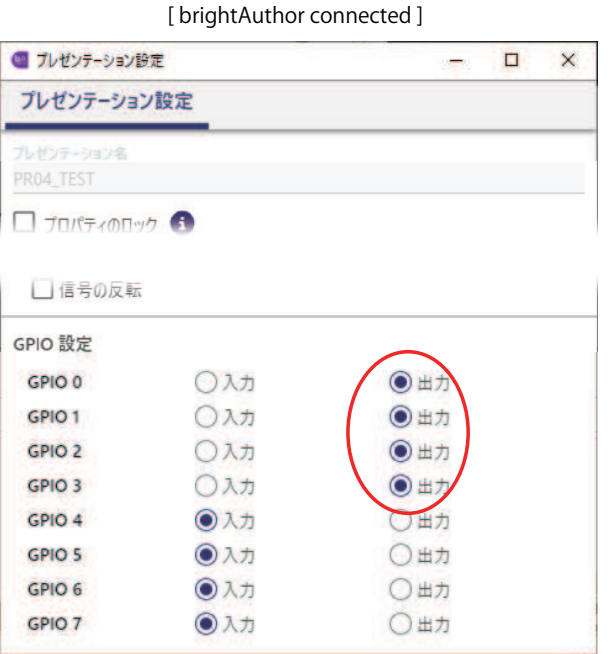 [ brightAuthor connected ]
bn プレゼンテーション設定
プレゼンテーション設定
プレゼンテーション名
PR04_TEST
プロパティのロック i
信号の反転
GPIO 設定
GPIO 0 入力 出力
GPIO 1 入力 出力
GPIO 2 入力 出力
GPIO 3 入力 出力
GPIO 4 入力 出力
GPIO 5 入力 出力
GPIO 6 入力 出力
GPIO 7 入力 出力